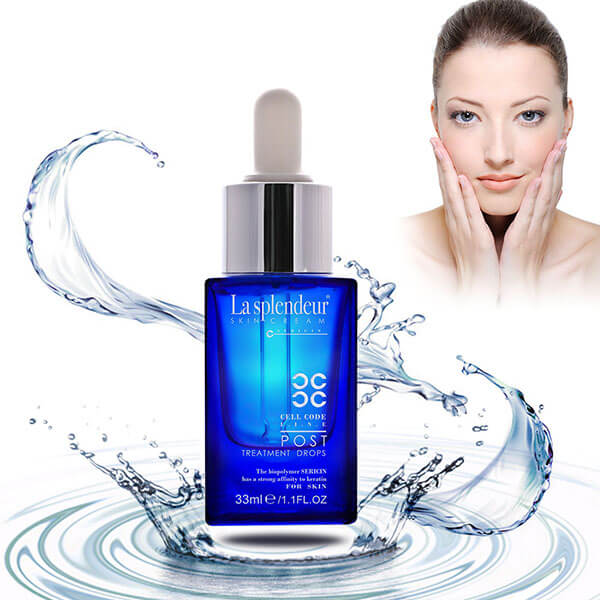 La splendeur®
SKIN CREAM
SERICIN
CELL CODE
L.I.N.E
POST
TREATMENT DROPS
The biopolymer SERICIN
has a strong affinity to keratin
FOR SKIN
33ml ℮/1.1FL.OZ